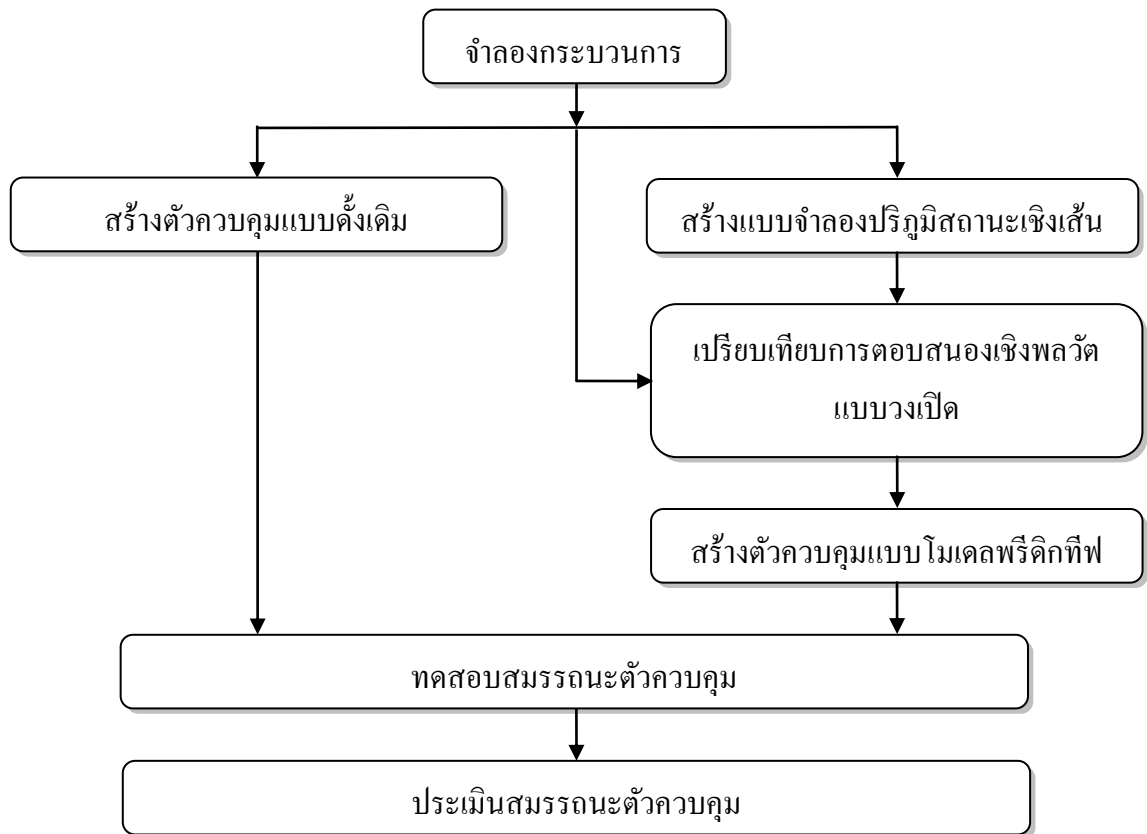 จำลองกระบวนการ
สร้างตัวควบคุมแบบดั้งเดิม
สร้างแบบจำลองปริภูมิสถานะเชิงเส้น
เปรียบเทียบการตอบสนองเชิงพลวัต
แบบวงเปิด
สร้างตัวควบคุมแบบโมเดลพรีดิกทีฟ
ทดสอบสมรรถนะตัวควบคุม
ประเมินสมรรถนะตัวควบคุม